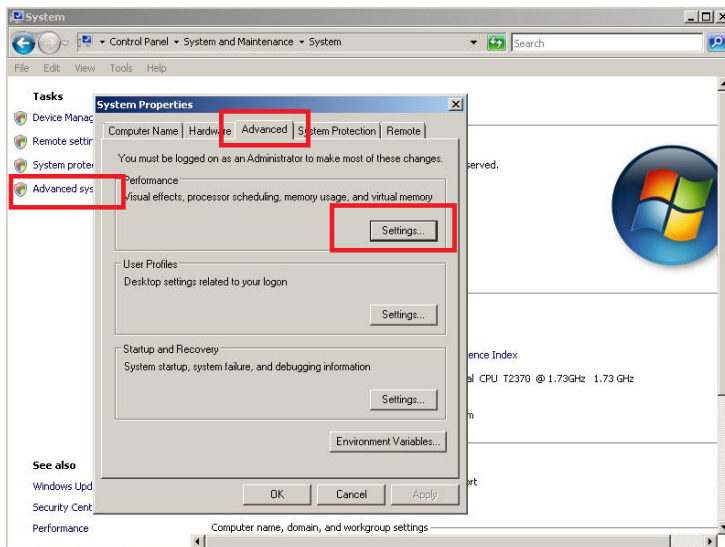 System
Control Panel System and Maintenance System
Search
File Edit View Tools Help
Tasks
Device Manag
Remote settin
System prote
Advanced sys
System Properties
Computer Name Hardware Advanced System Protection Remote
You must be logged on as an Administrator to make most of these changes.
Performance
Visual effects, processor scheduling, memory usage, and virtual memory
Settings...
User Profiles
Desktop settings related to your logon
Settings...
Startup and Recovery
System startup, system failure, and debugging information
Settings...
Environment Variables...
OK Cancel Apply
erved.
ence Index
al CPU T2370 @ 1.73GHz 1.73 GHz
m
ort
See also
Windows Upd
Security Cent
Performance
Computer name, domain, and workgroup settings